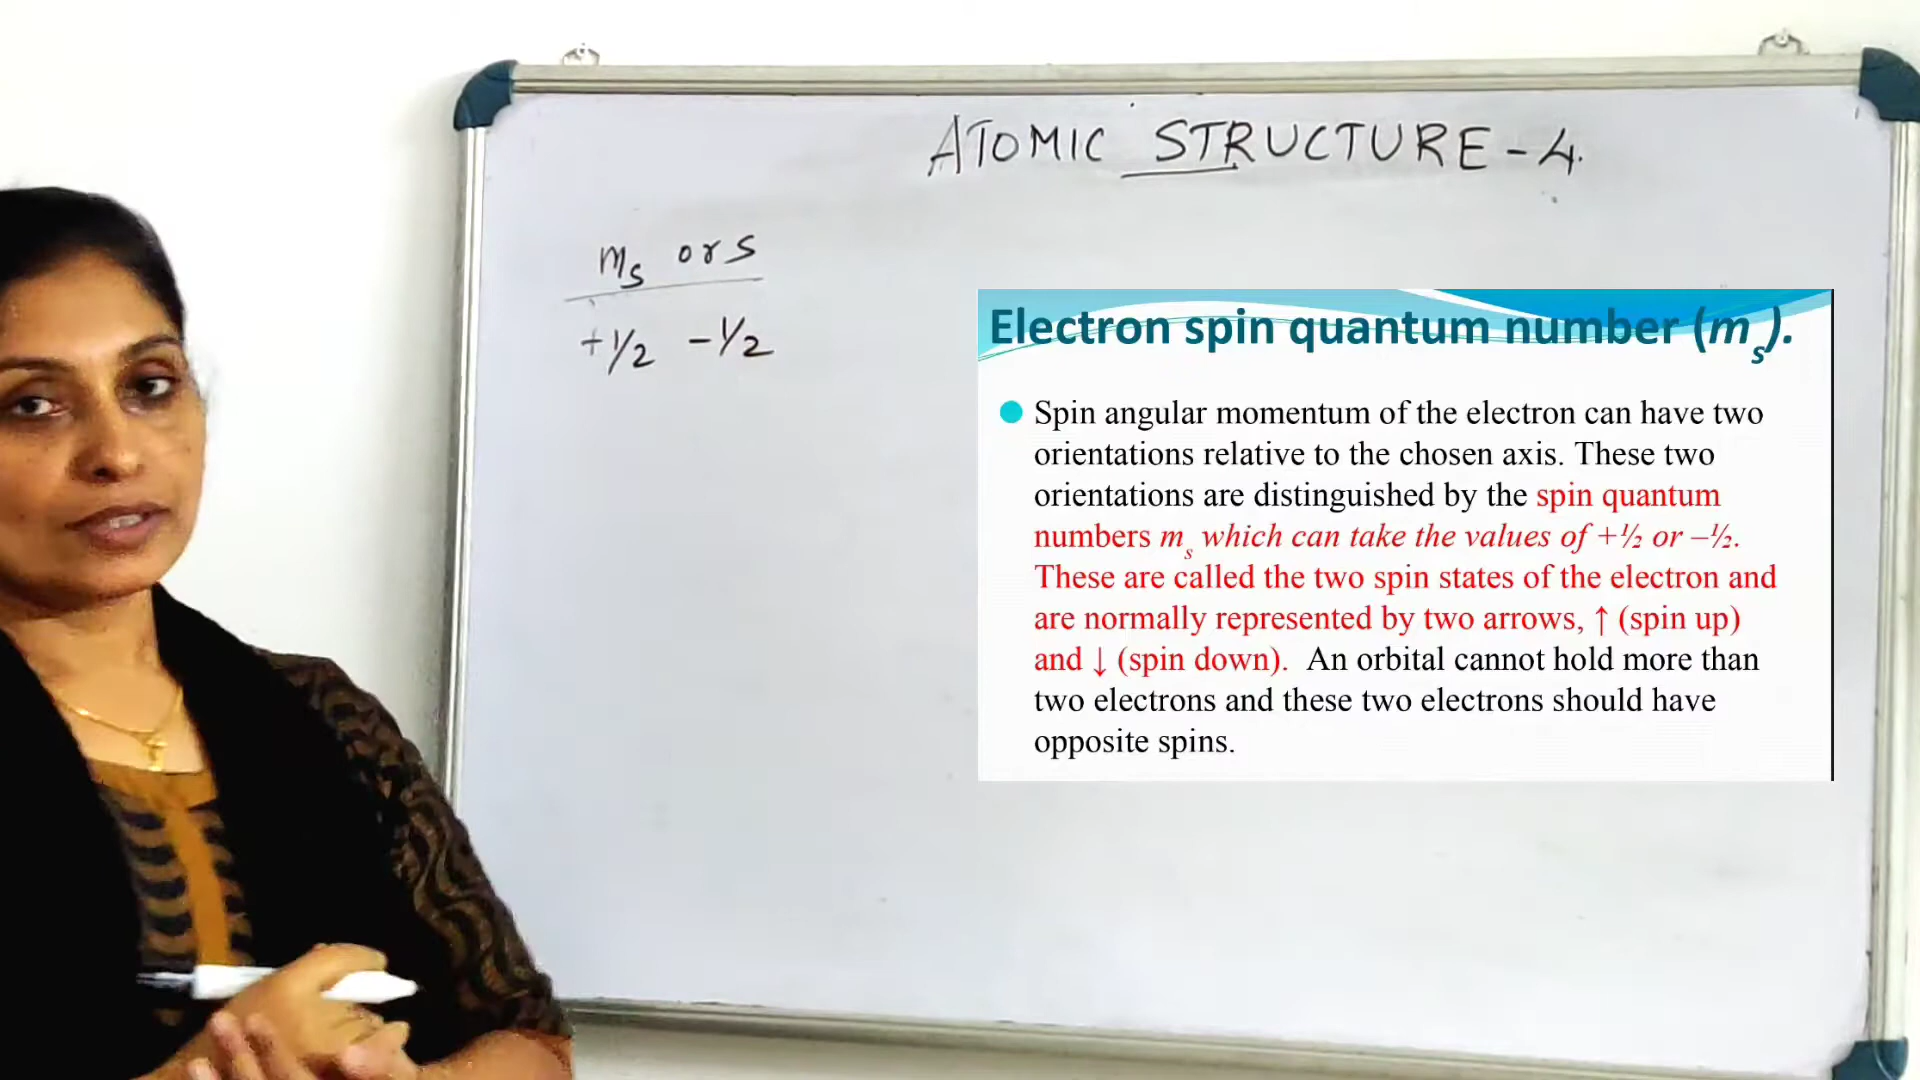 ATOMIC STRUCTURE-4.
ms or s
+1/2 -1/2
Electron spin quantum number (ms).
Spin angular momentum of the electron can have two
orientations relative to the chosen axis. These two
orientations are distinguished by the spin quantum
numbers ms which can take the values of +½ or –½.
These are called the two spin states of the electron and
are normally represented by two arrows, ↑ (spin up)
and ↓ (spin down). An orbital cannot hold more than
two electrons and these two electrons should have
opposite spins.